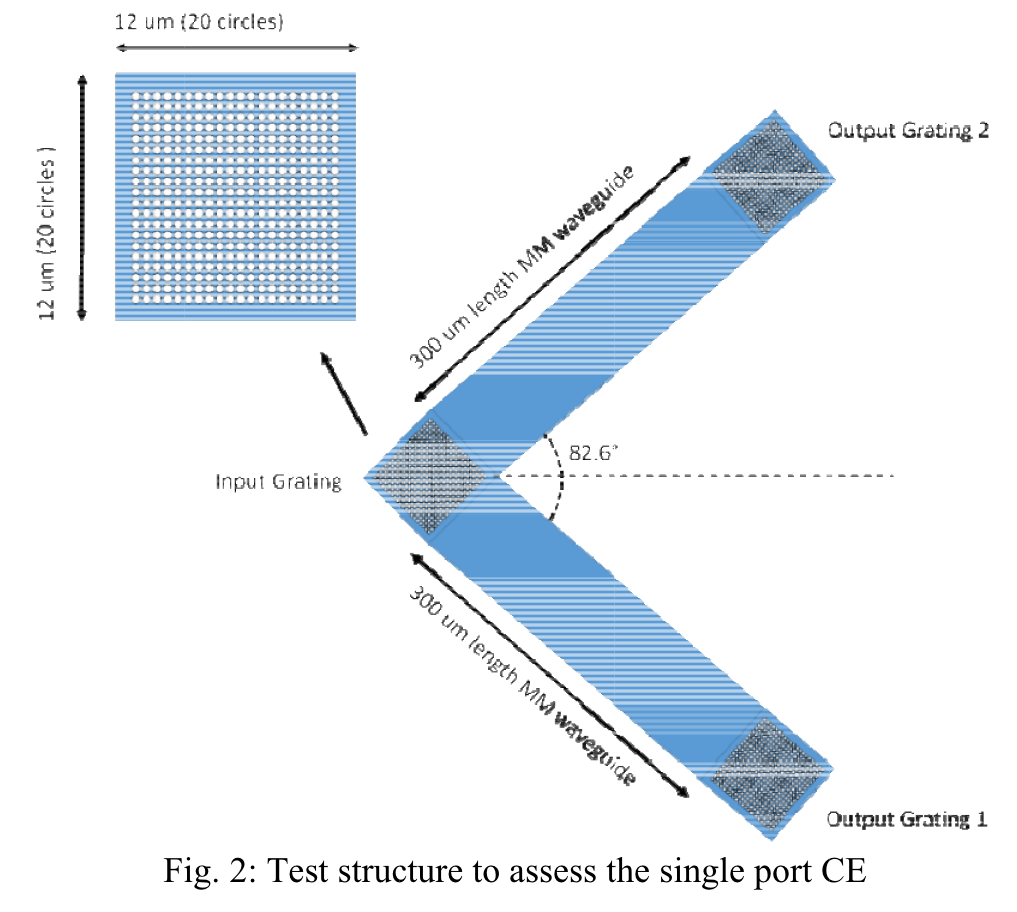 12 um (20 circles)
12 um (20 circles )
Output Grating 2
300 um length MM waveguide
82.6°
Input Grating
300 um length MM waveguide
Output Grating 1
Fig. 2: Test structure to assess the single port CE